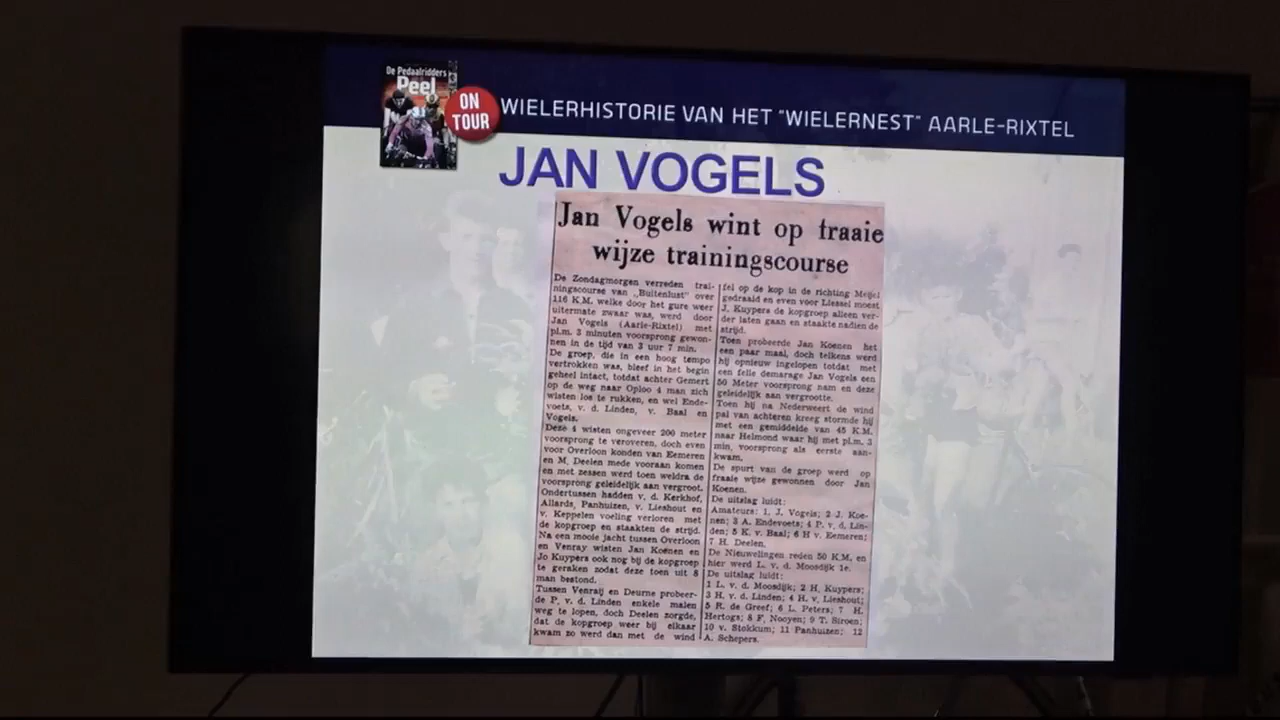 De Pedaalridders
Peel
ON
TOUR
WIELERHISTORIE VAN HET "WIELERNEST" AARLE-RIXTEL
JAN VOGELS
Jan Vogels wint op fraaie
wijze trainingscourse
De Zondagmorgen verreden trai-
ningscourse van „Buitenlust" over
116 K.M. welke door het gure weer
uitermate zwaar was, werd door
Jan Vogels (Aarle-Rixtel) met
pl.m. 3 minuten voorsprong gewon-
nen in de tijd van 3 uur 7 min.
De groep, die in een hoog tempo
vertrokken was, bleef in het begin
geheel intact, totdat achter Gemert
op de weg naar Oploo 4 man zich
wisten los te rukken, en wel Ende-
voets, v. d. Linden, v. Baal en
Vogels.
Deze 4 wisten ongeveer 200 meter
voorsprong te veroveren, doch even
voor Overloon konden van Eemeren
en M. Deelen mede vooraan komen
en met zessen werd toen weldra de
voorsprong geleidelijk aan vergroot.
Ondertussen hadden v. d. Kerkhof,
Allards, Panhuizen, v. Lieshout en
v. Keppelen voeling verloren met
de kopgroep en staakten de strijd.
Na een mooie jacht tussen Overloon
en Venray wisten Jan Koenen en
Jo Kuypers ook nog bij de kopgroep
te geraken zodat deze toen uit 8
man bestond.
Tussen Venraij en Deurne probeer-
de P. v. d. Linden enkele malen
weg te lopen, doch Deelen zorgde,
dat de kopgroep weer bij elkaar
kwam zo werd dan met de wind
fel op de kop in de richting Meijel
gedraaid en even voor Liessel moest
J. Kuypers de kopgroep alleen ver-
der laten gaan en staakte nadien de
strijd.
Toen probeerde Jan Koenen het
een paar maal, doch telkens werd
hij opnieuw ingelopen totdat met
een felle demarage Jan Vogels een
50 Meter voorsprong nam en deze
geleidelijk aan vergrootte.
Toen hij na Nederweert de wind
pal van achteren kreeg stormde hij
met een gemiddelde van 45 K.M.
naar Helmond waar hij met pl.m. 3
min. voorsprong als eerste aan-
kwam.
De spurt van de groep werd op
fraaie wijze gewonnen door Jan
Koenen.
De uitslag luidt:
Amateurs: 1. J. Vogels; 2 J. Koe-
nen; 3 A. Endevoets; 4 P. v. d. Lin-
den; 5 K. v. Baal; 6 H v. Eemeren;
7 H. Deelen.
De Nieuwelingen reden 50 K.M. en
hier werd L. v. d. Moosdijk 1e.
De uitslag luidt:
1 L. v. d. Moosdijk; 2 H. Kuypers;
3 H. v. d. Linden; 4 H. v. Lieshout;
5 R. de Greef; 6 L. Peters; 7 H.
Hertogs; 8 F. Nooyen; 9 T. Siroen;
10 v. Stokkum; 11 Panhuizen; 12
A. Schepers.